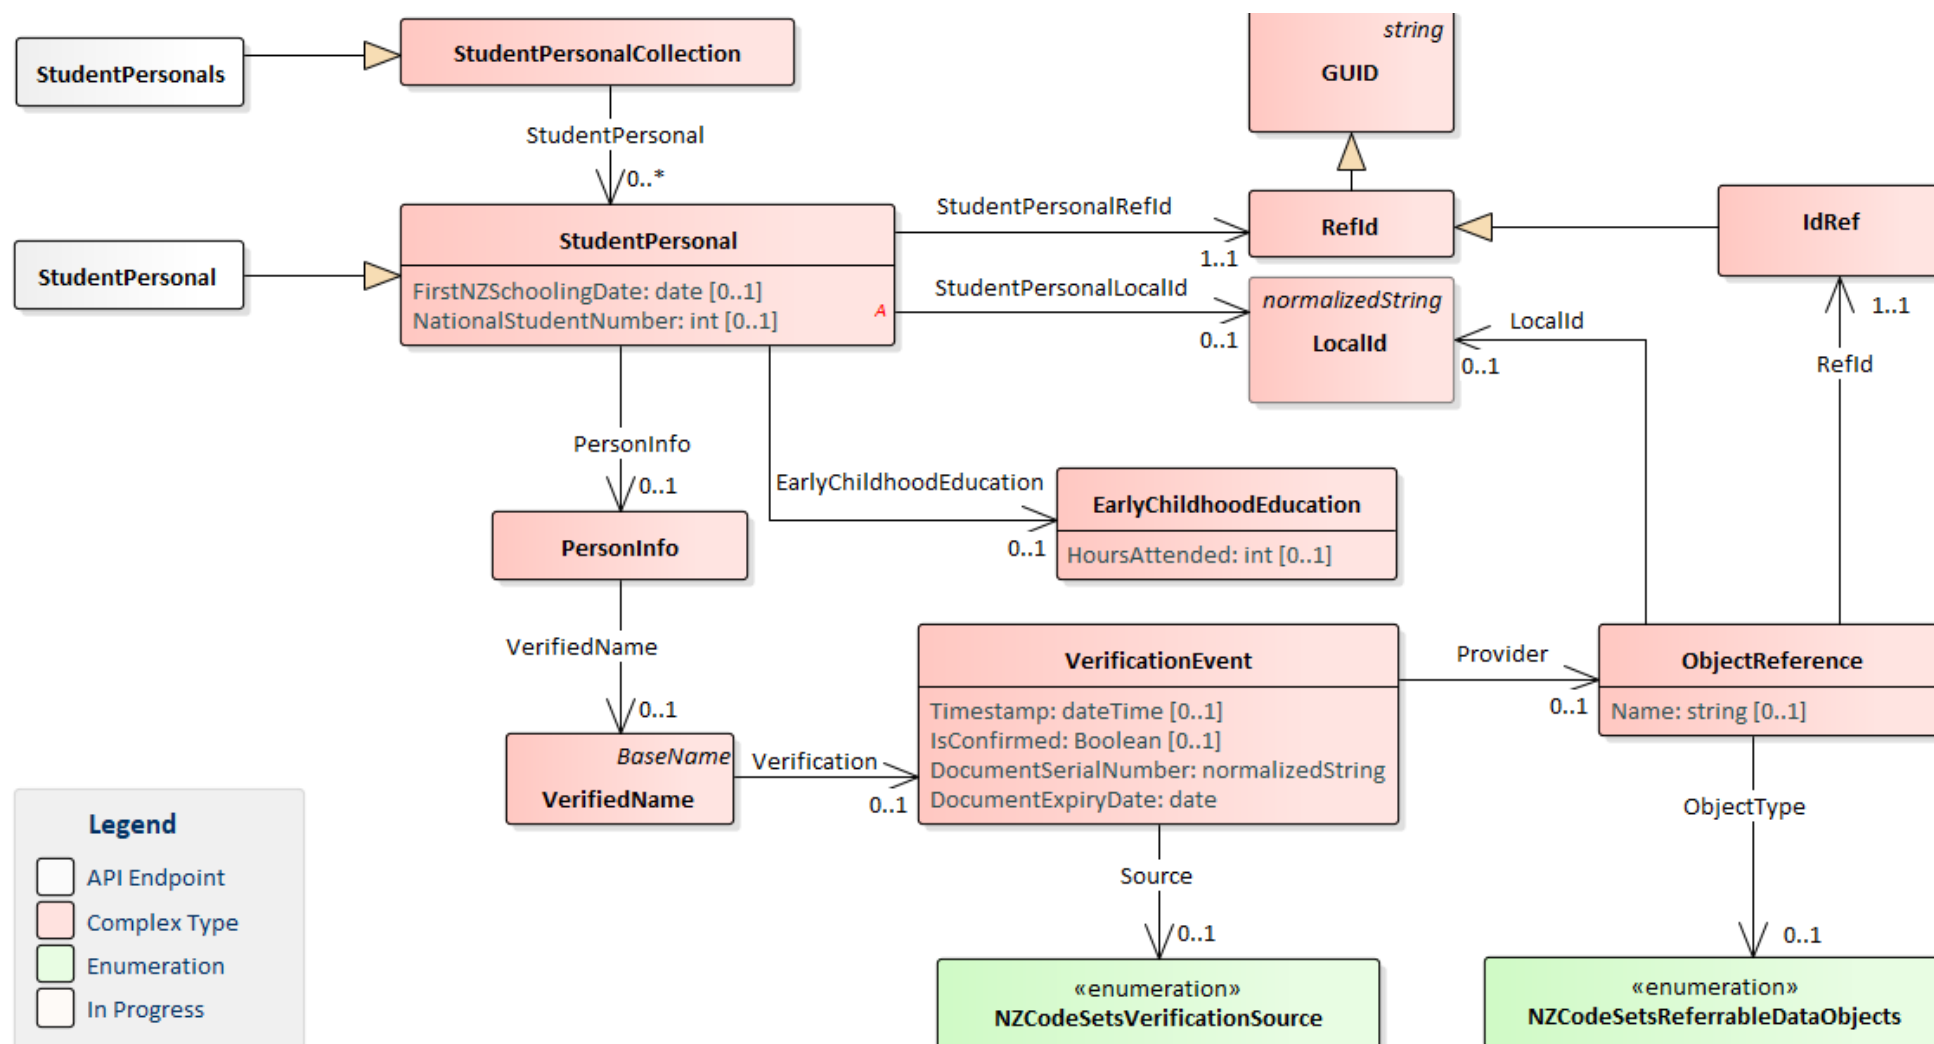 StudentPersonals
StudentPersonalCollection
string
GUID
StudentPersonal
0..*
StudentPersonal
StudentPersonal
FirstNZSchoolingDate: date [0..1]
NationalStudentNumber: int [0..1]
A
StudentPersonalRefId
1..1
RefId
IdRef
StudentPersonalLocalId
0..1
normalizedString
LocalId
LocalId
0..1
1..1
RefId
PersonInfo
0..1
EarlyChildhoodEducation
0..1
EarlyChildhoodEducation
HoursAttended: int [0..1]
PersonInfo
VerifiedName
0..1
BaseName
VerifiedName
Verification
0..1
VerificationEvent
Timestamp: dateTime [0..1]
IsConfirmed: Boolean [0..1]
DocumentSerialNumber: normalizedString
DocumentExpiryDate: date
Provider
0..1
ObjectReference
Name: string [0..1]
Source
0..1
ObjectType
0..1
«enumeration»
NZCodeSetsVerificationSource
«enumeration»
NZCodeSetsReferrableDataObjects
Legend
API Endpoint
Complex Type
Enumeration
In Progress